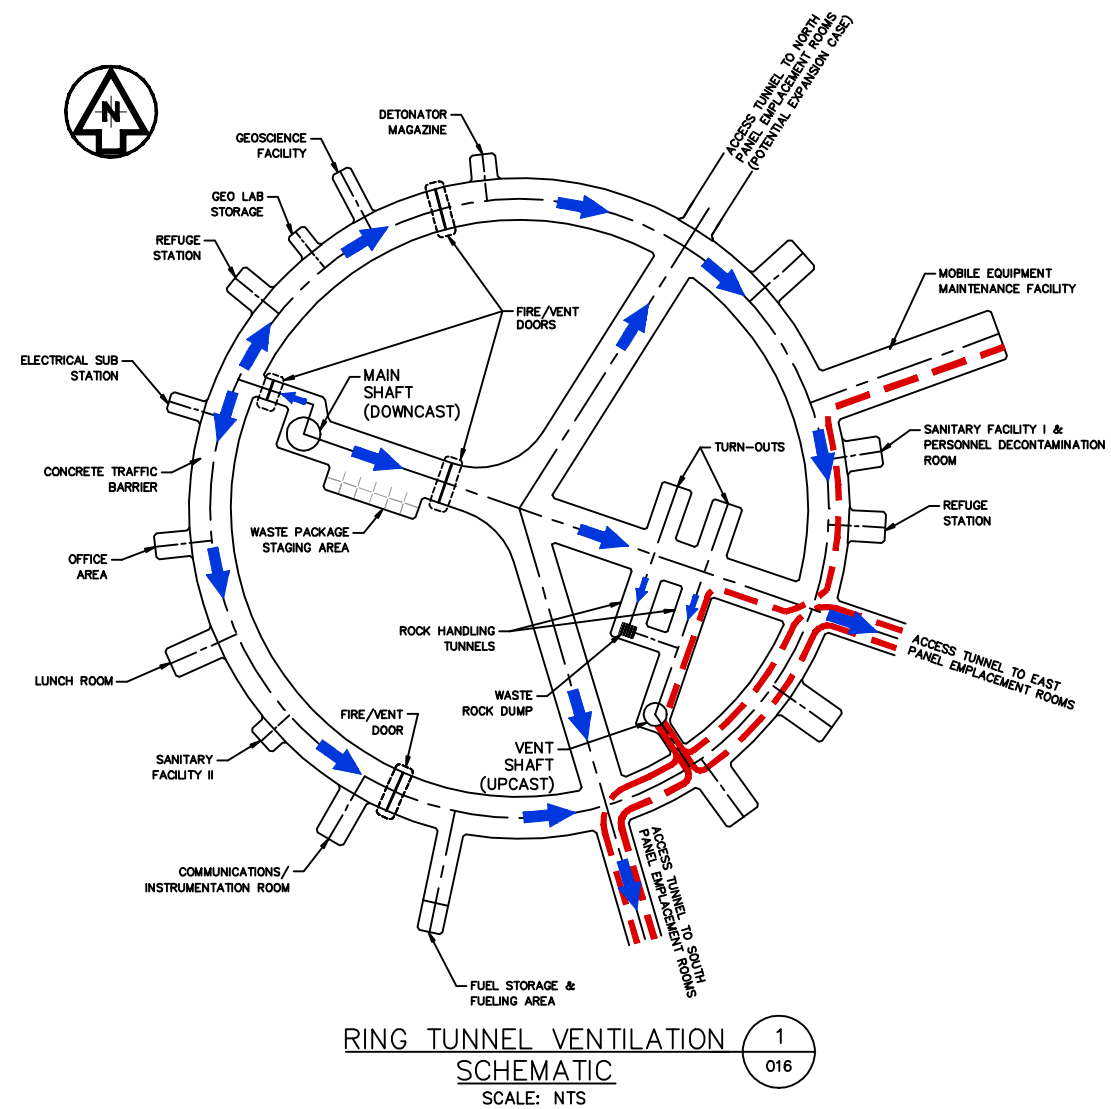 N
DETONATOR
MAGAZINE
GEOSCIENCE
FACILITY
GEO LAB
STORAGE
REFUGE
STATION
ACCESS TUNNEL TO NORTH
PANEL EMPLACEMENT ROOMS
(POTENTIAL EXPANSION CASE)
MOBILE EQUIPMENT
MAINTENANCE FACILITY
FIRE/VENT
DOORS
ELECTRICAL SUB
STATION
MAIN
SHAFT
(DOWNCAST)
SANITARY FACILITY I &
PERSONNEL DECONTAMINATION
ROOM
TURN-OUTS
CONCRETE TRAFFIC
BARRIER
REFUGE
STATION
WASTE PACKAGE
STAGING AREA
OFFICE
AREA
ROCK HANDLING
TUNNELS
ACCESS TUNNEL TO EAST
PANEL EMPLACEMENT ROOMS
LUNCH ROOM
WASTE
ROCK DUMP
FIRE/VENT
DOOR
VENT
SHAFT
(UPCAST)
SANITARY
FACILITY II
COMMUNICATIONS/
INSTRUMENTATION ROOM
ACCESS TUNNEL TO SOUTH
PANEL EMPLACEMENT ROOMS
FUEL STORAGE &
FUELING AREA
RING TUNNEL VENTILATION
SCHEMATIC
SCALE: NTS
1
016